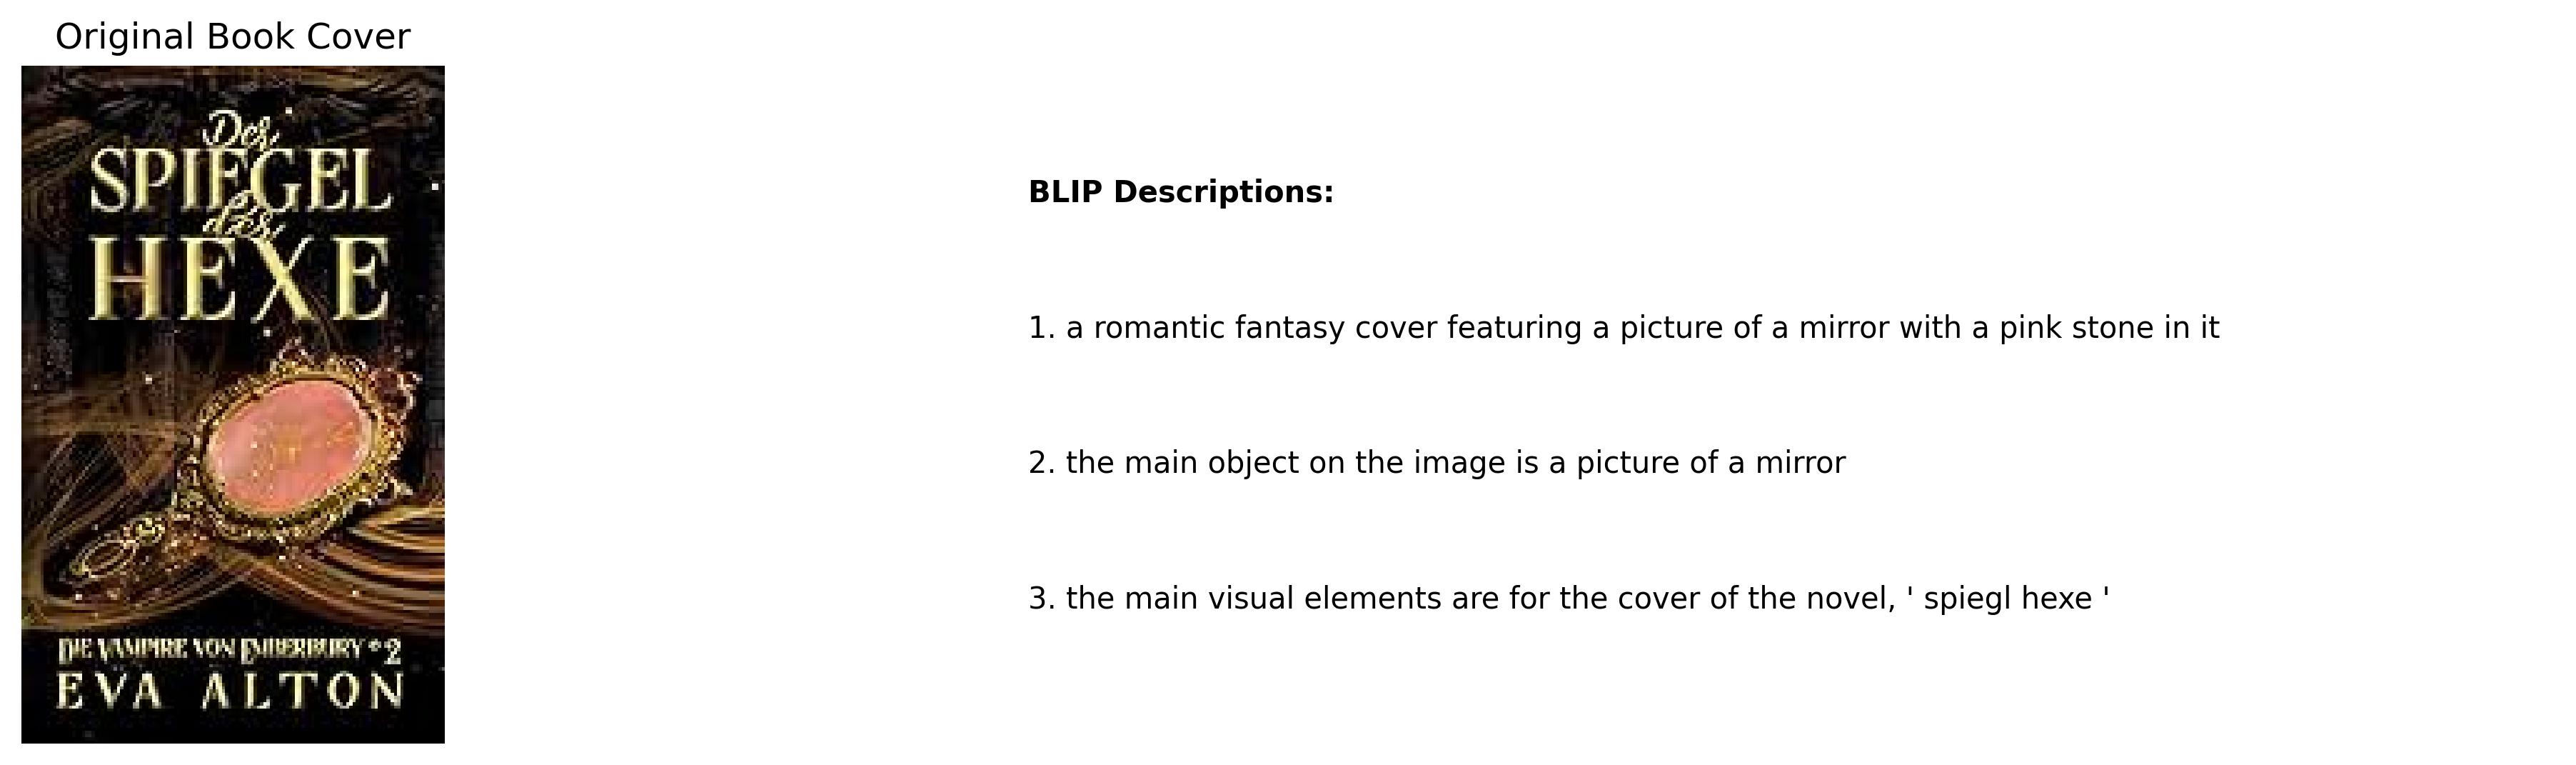 Original Book Cover
Der
SPIEGEL
der
HEXE
DIE VAMPIRE VON EMBERBURY • 2
EVA ALTON
BLIP Descriptions:
1. a romantic fantasy cover featuring a picture of a mirror with a pink stone in it
2. the main object on the image is a picture of a mirror
3. the main visual elements are for the cover of the novel, ' spiegl hexe '